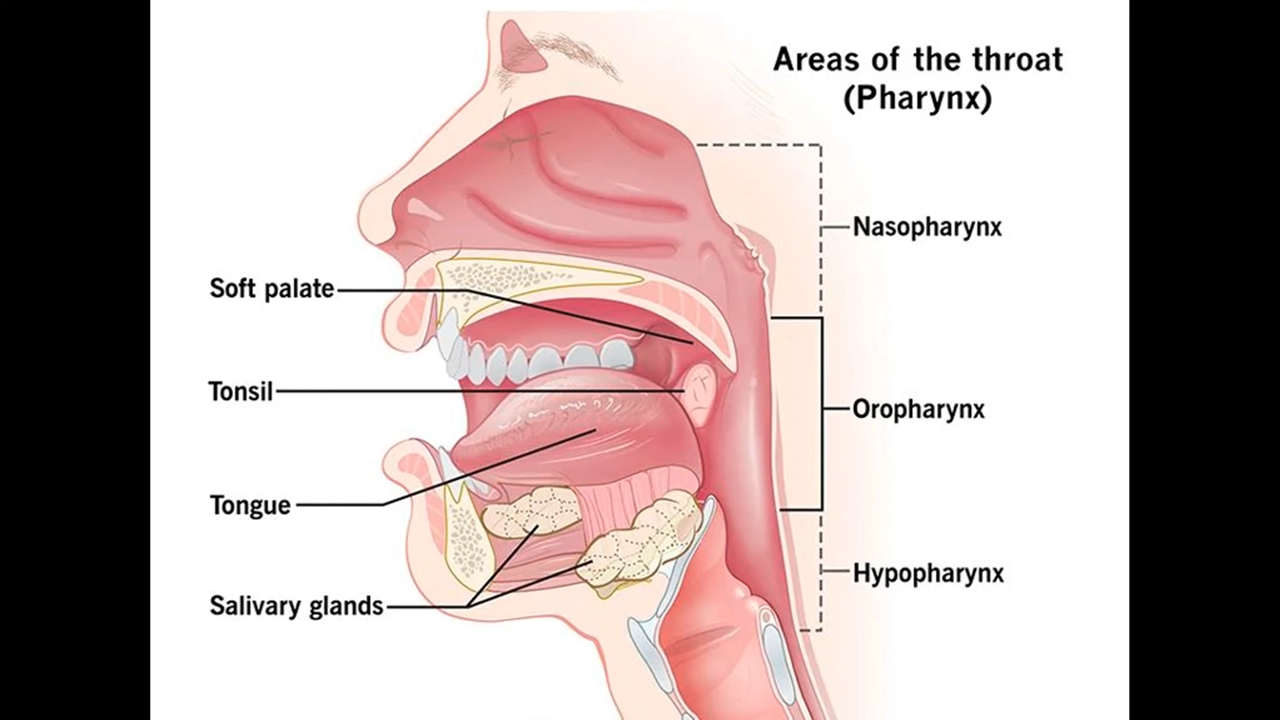 Areas of the throat
(Pharynx)
Nasopharynx
Soft palate
Tonsil
Oropharynx
Tongue
Hypopharynx
Salivary glands